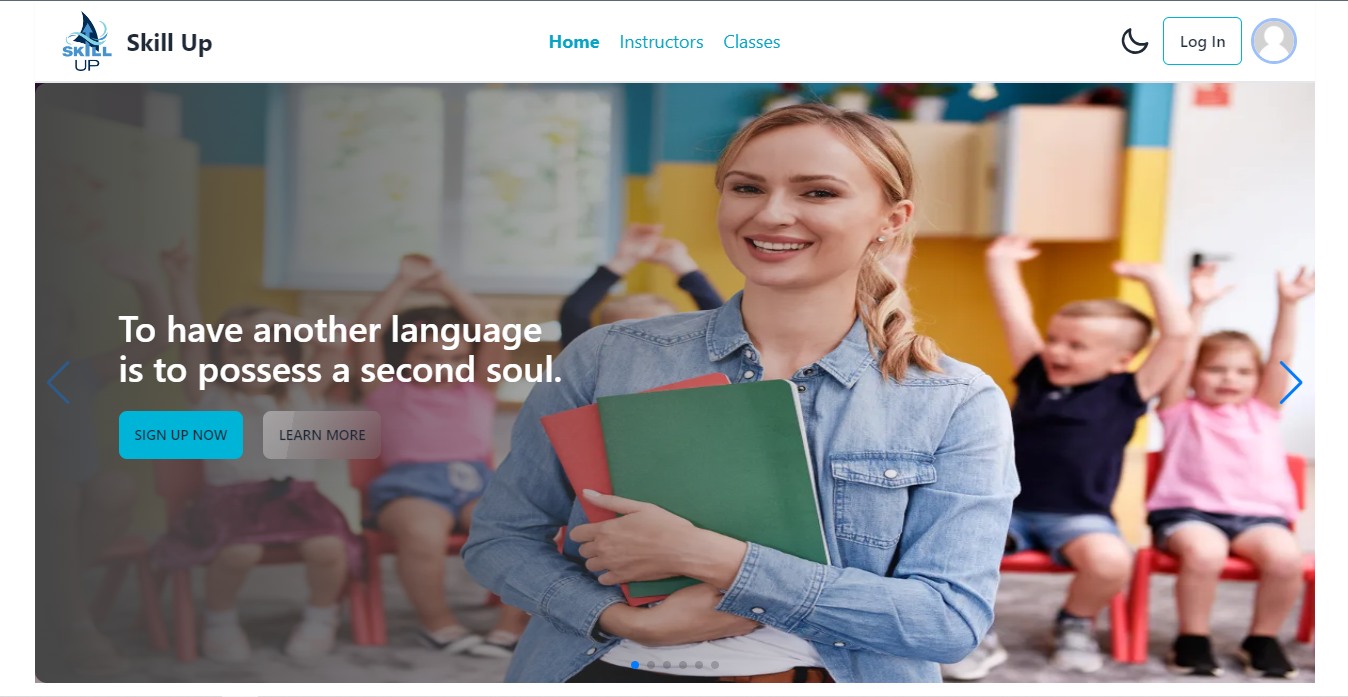 SKILL
UP
Skill Up
Home
Instructors
Classes
Log In
To have another language
is to possess a second soul.
SIGN UP NOW
LEARN MORE